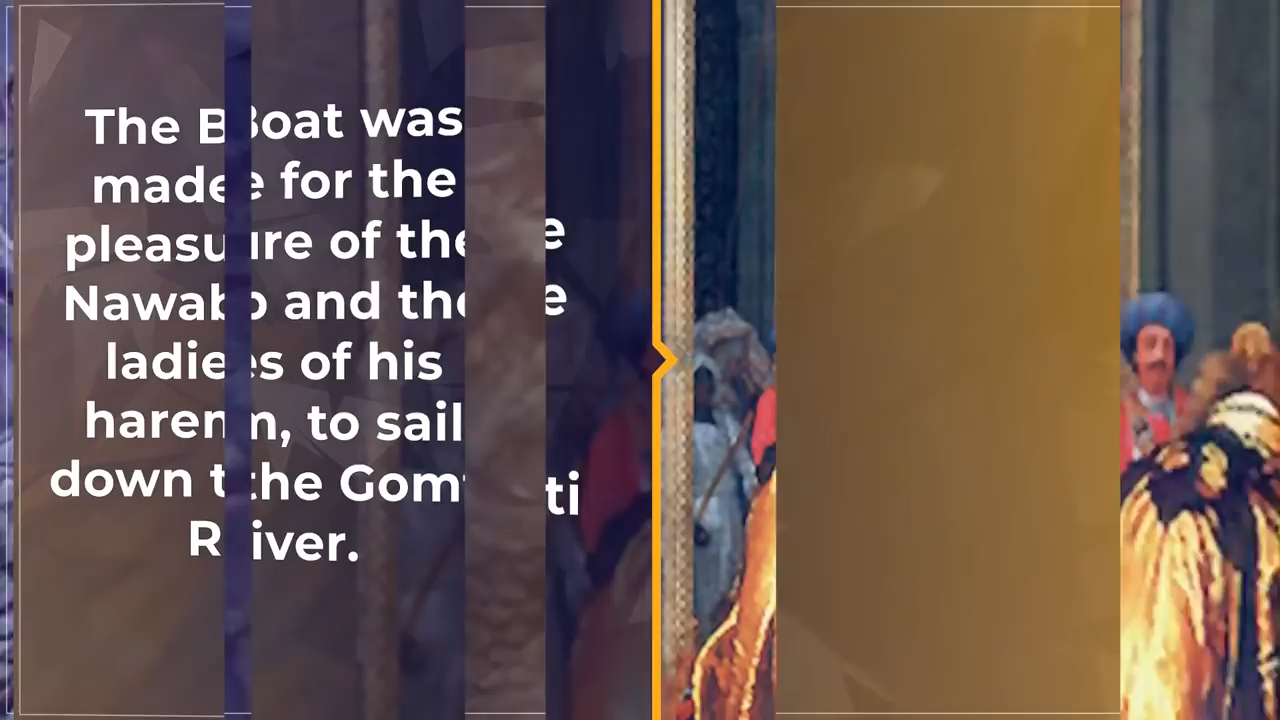 The Boat was
made for the
pleasure of the
Nawab and the
ladies of his
harem, to sail
down the Gomti
River.